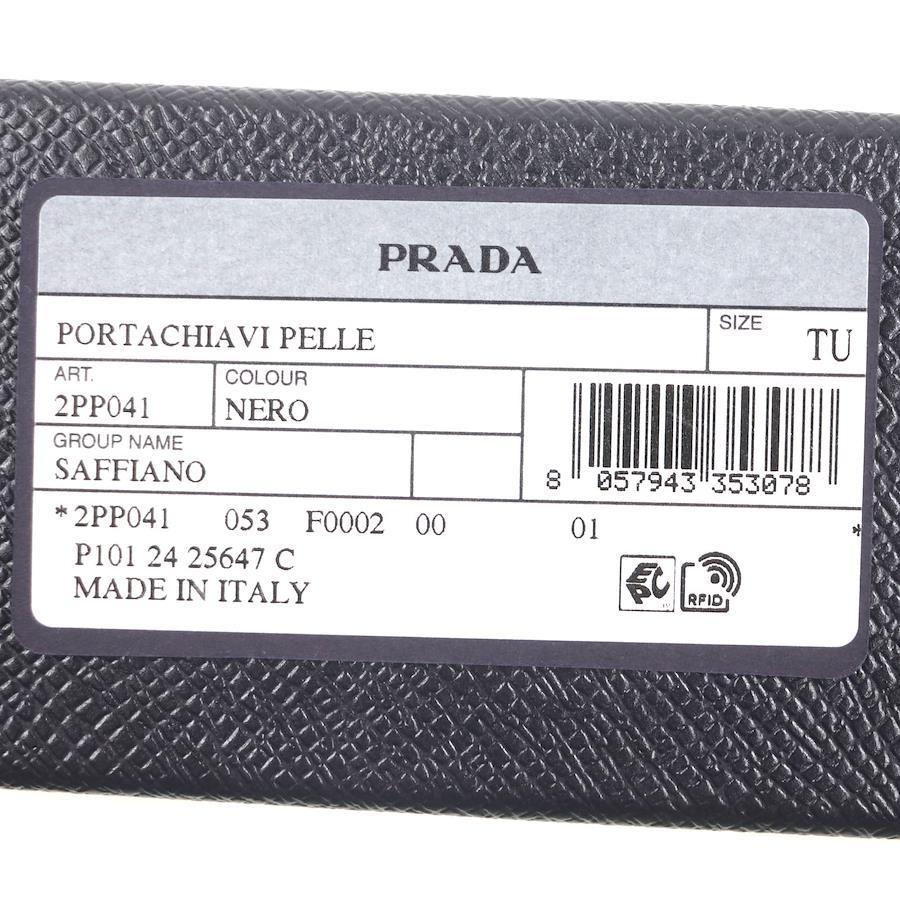 PRADA
PORTACHIAVI PELLE
SIZE
TU
ART.
2PP041
COLOUR
NERO
GROUP NAME
SAFFIANO
8 057943 353078
*2PP041 053 F0002 00 01 *
P101 24 25647 C
MADE IN ITALY
EPC
RFID